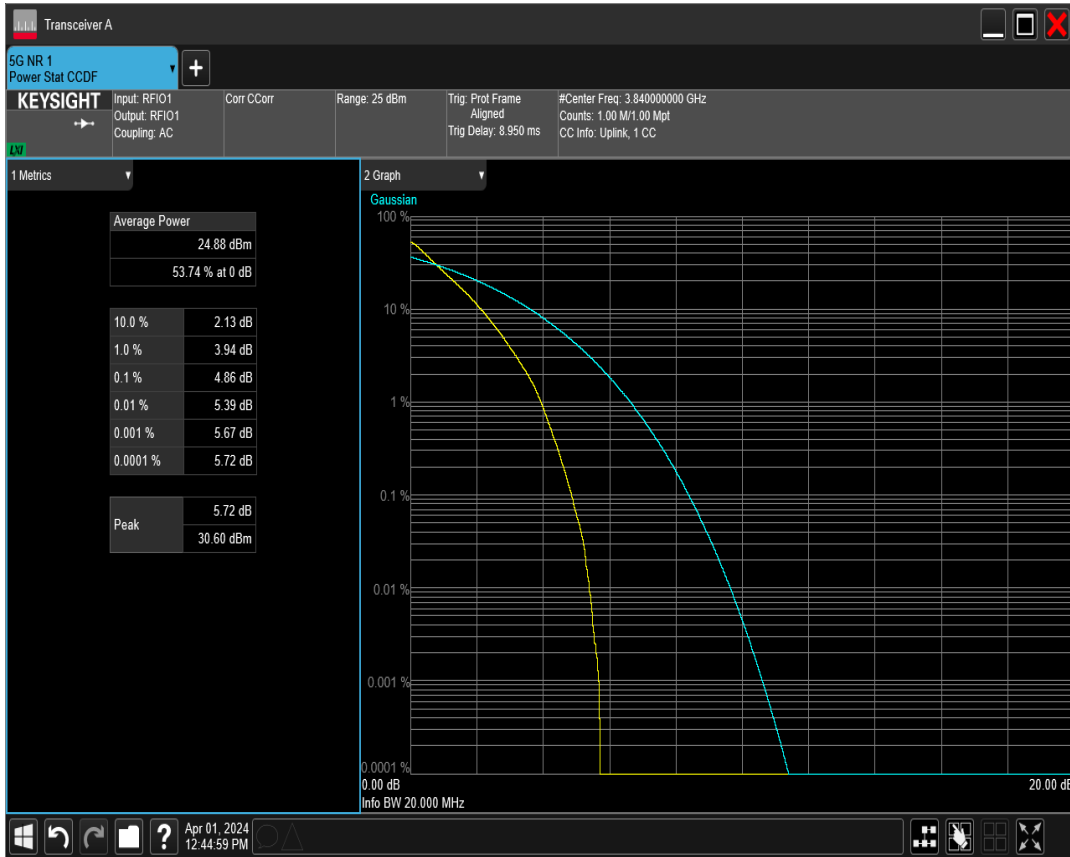 Transceiver A
5G NR 1
Power Stat CCDF
KEYSIGHT
LXI
Input: RFIO1
Output: RFIO1
Coupling: AC
Corr CCorr
Range: 25 dBm
Trig: Prot Frame
Aligned
Trig Delay: 8.950 ms
#Center Freq: 3.840000000 GHz
Counts: 1.00 M/1.00 Mpt
CC Info: Uplink, 1 CC
1 Metrics
Average Power
24.88 dBm
53.74 % at 0 dB
10.0 % 2.13 dB
1.0 % 3.94 dB
0.1 % 4.86 dB
0.01 % 5.39 dB
0.001 % 5.67 dB
0.0001 % 5.72 dB
Peak
5.72 dB
30.60 dBm
2 Graph
Gaussian
100 %
10 %
1 %
0.1 %
0.01 %
0.001 %
0.0001 %
0.00 dB 20.00 dB
Info BW 20.000 MHz
?
Apr 01, 2024
12:44:59 PM